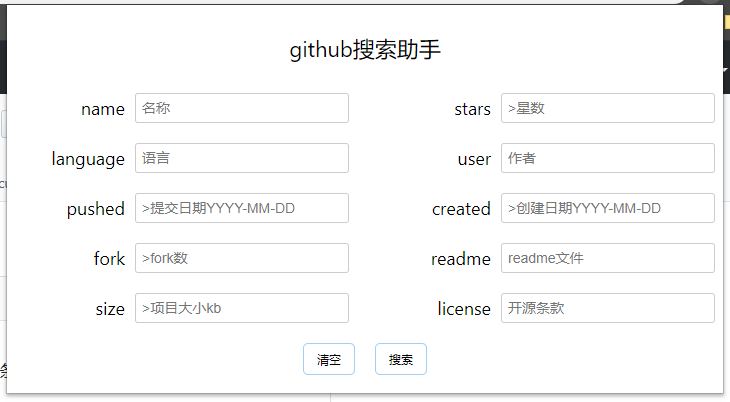 github搜索助手
name 名称 stars >星数
language 语言 user 作者
pushed >提交日期YYYY-MM-DD created >创建日期YYYY-MM-DD
fork >fork数 readme readme文件
size >项目大小kb license 开源条款
清空 搜索